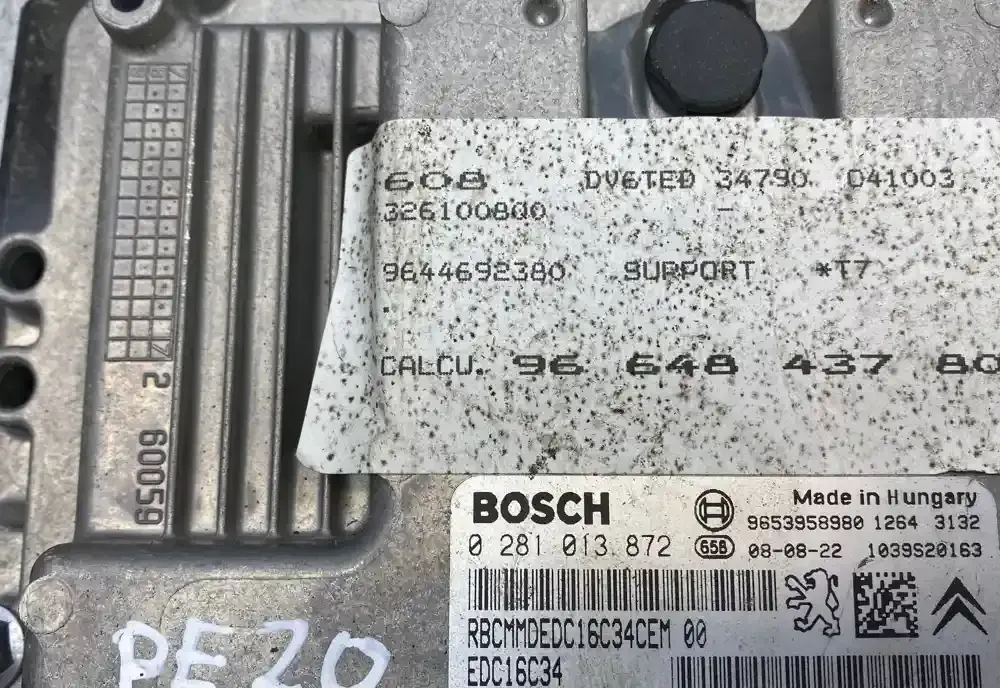 608 DV6TED 34790 041003
326100800 -
9644692380 SUPPORT *T7
CALCU. 96 648 437 80
2 60059
BOSCH Made in Hungary
9653958980 1264 3132
0 281 013 872 65B 08-08-22 1039S20163
RBCMMDEDC16C34CEM 00
EDC16C34
PEZO